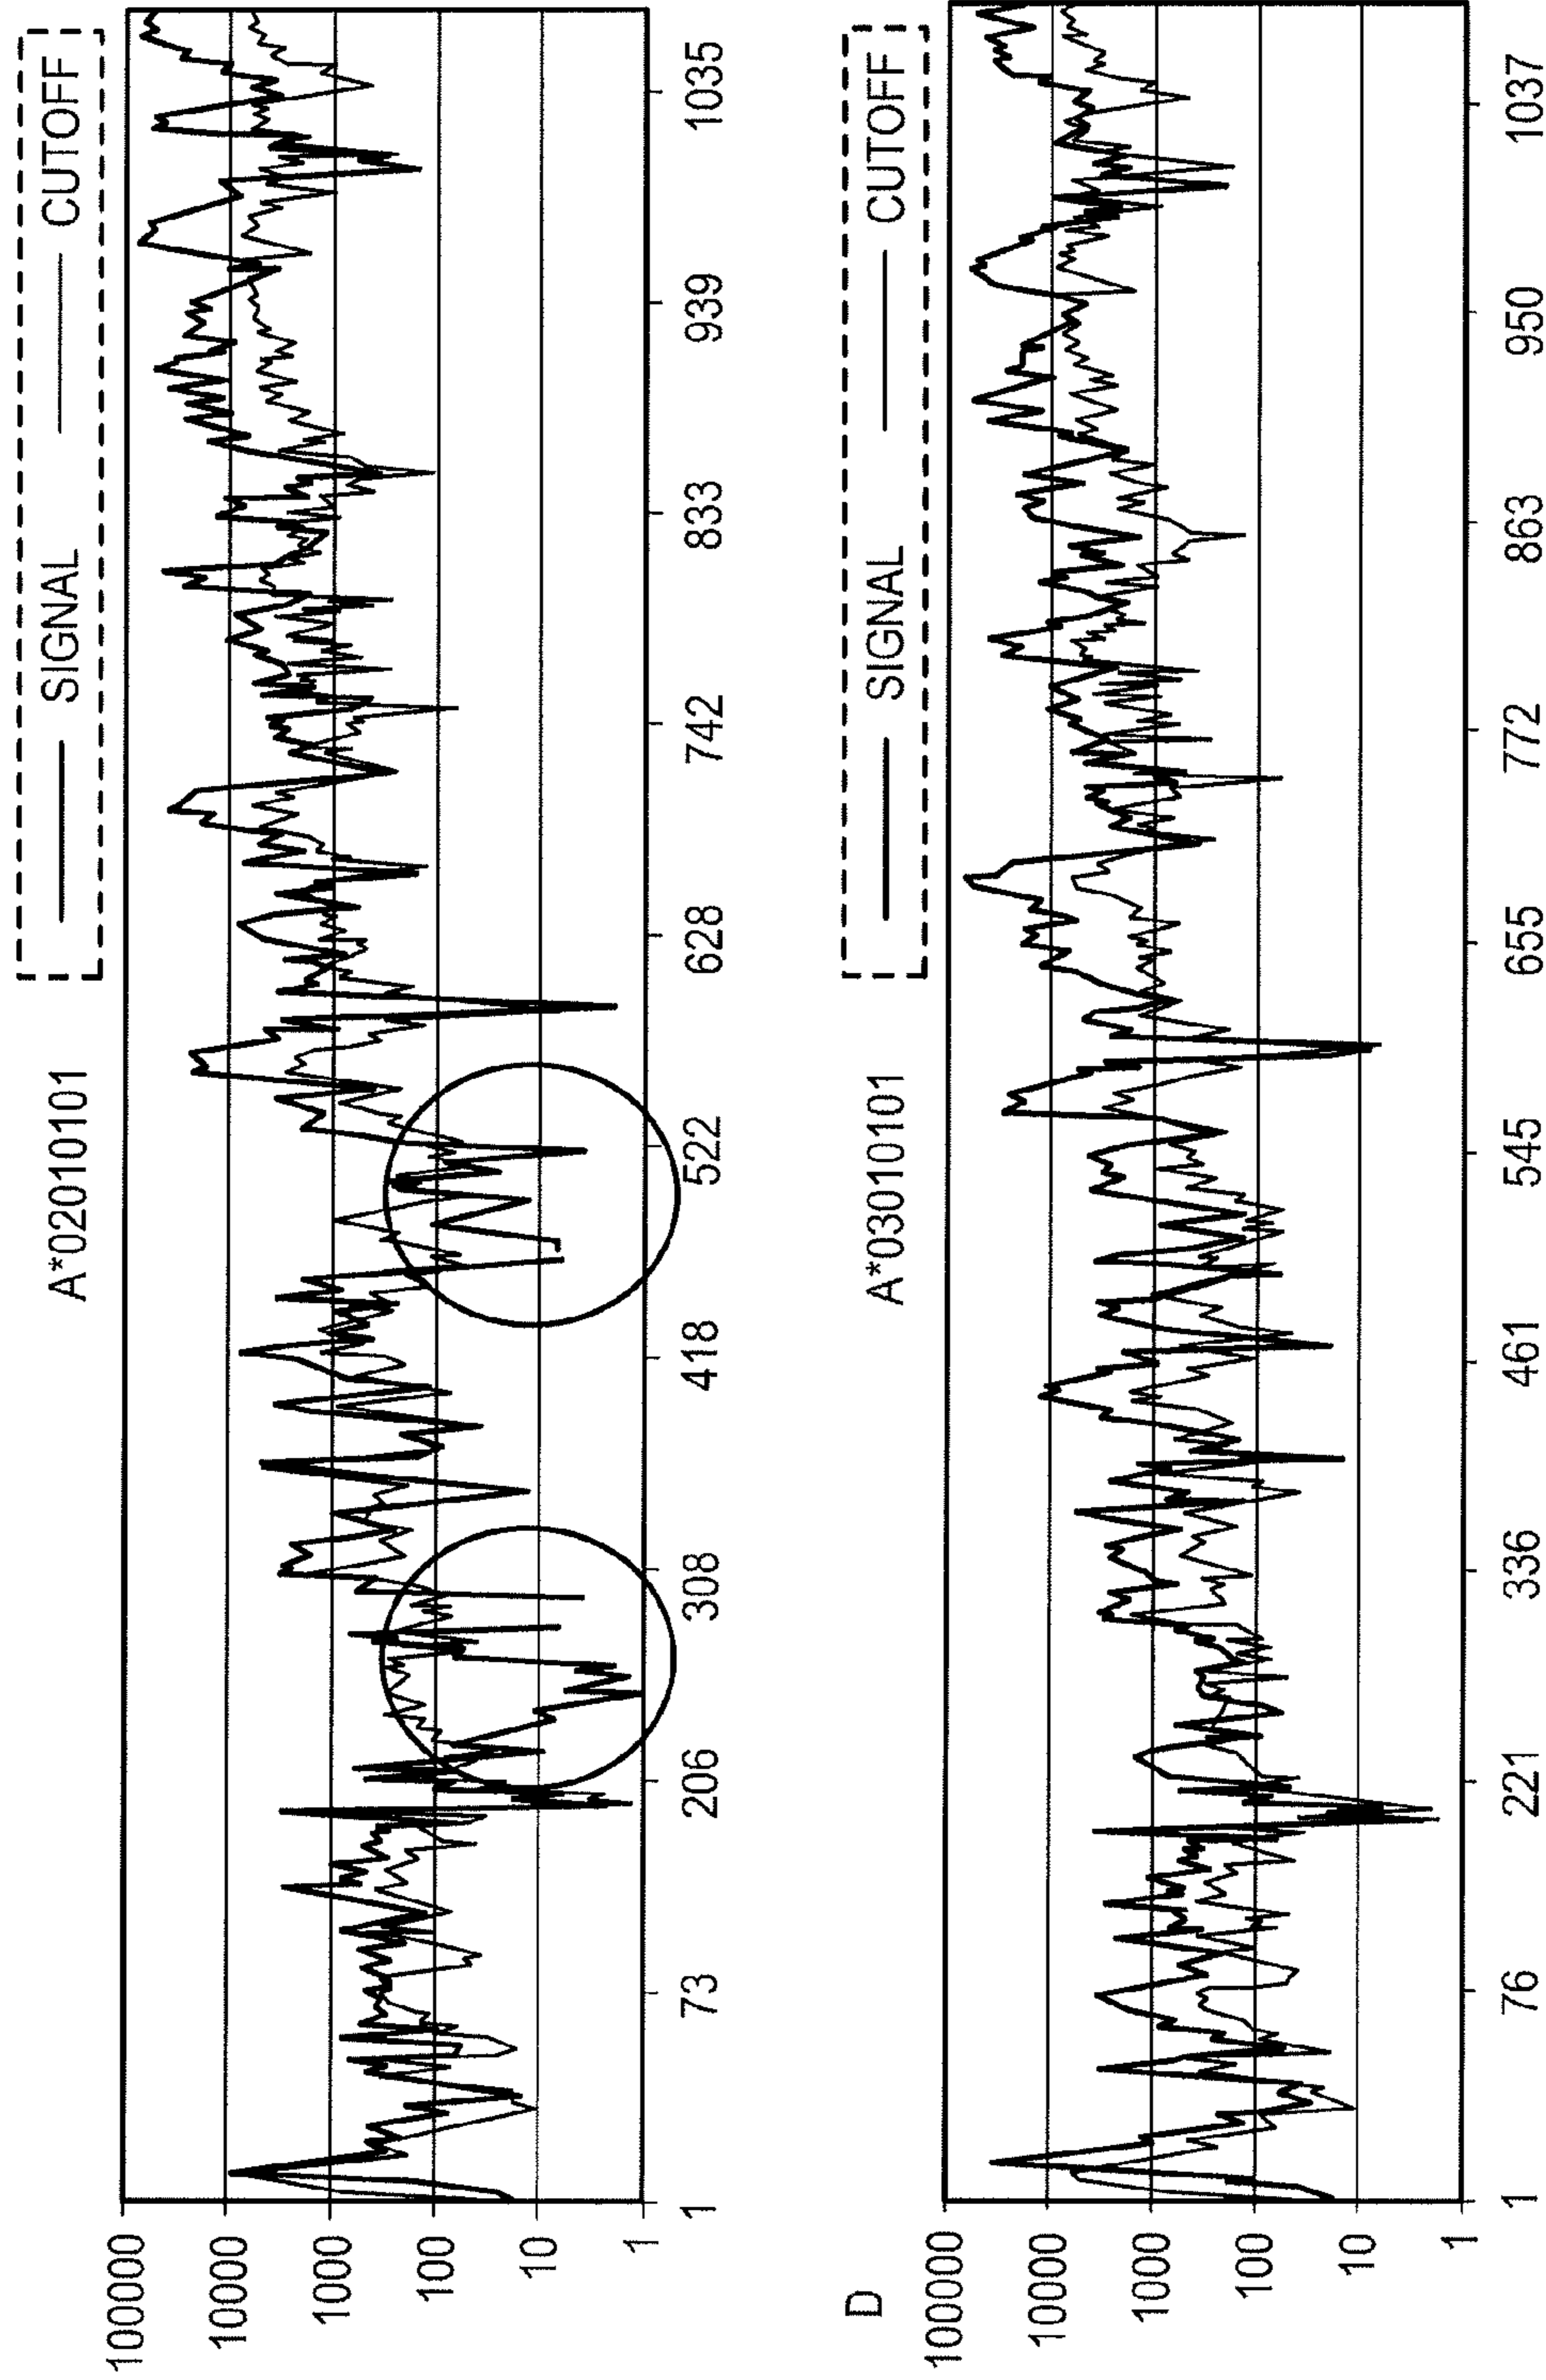 A*02010101 SIGNAL CUTOFF
100000
10000
1000
100
10
1
1 73 206 308 418 522 628 742 833 939 1035
D
A*03010101 SIGNAL CUTOFF
100000
10000
1000
100
10
1
1 76 221 336 461 545 655 772 863 950 1037